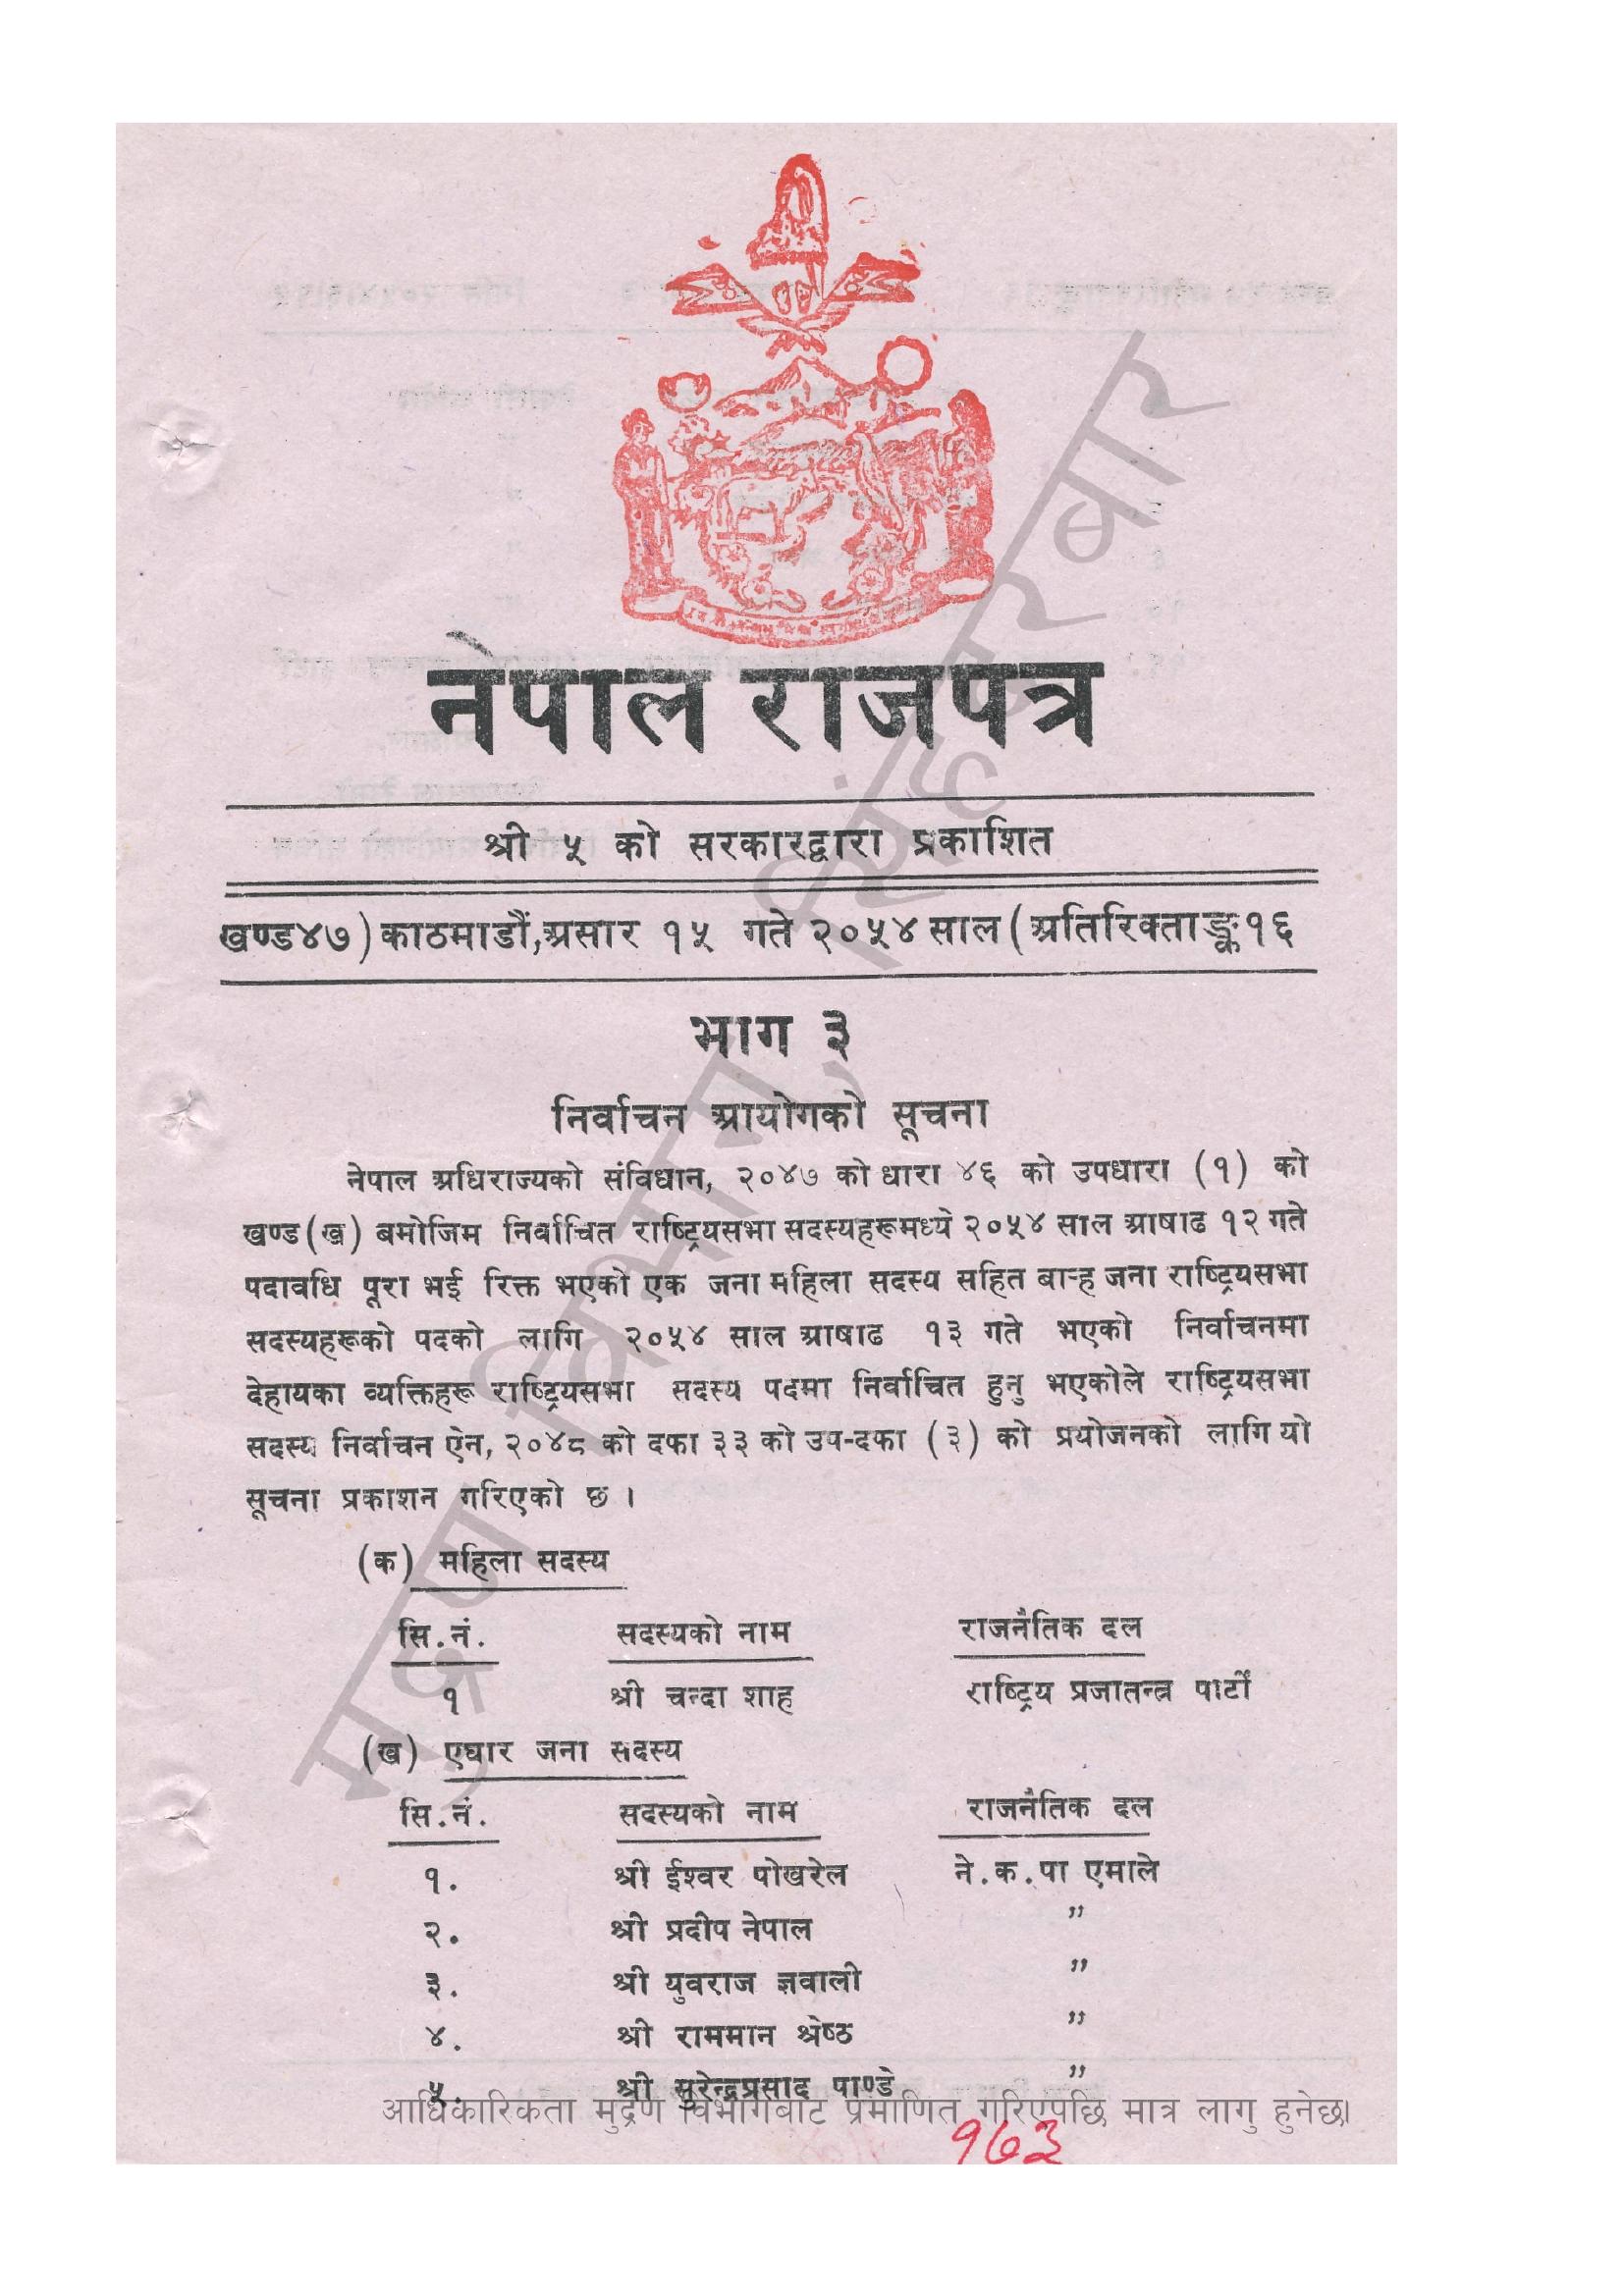 नेपाल राजपत्र
श्री ५ को सरकारद्वारा प्रकाशित
खण्ड४७) काठमाडौं, असार १५ गते २०५४ साल (अतिरिक्ताङ्क१६
भाग ३
निर्वाचन आयोगको सूचना
नेपाल अधिराज्यको संविधान, २०४७ को धारा ४६ को उपधारा (१) को
खण्ड (ख) बमोजिम निर्वाचित राष्ट्रियसभा सदस्यहरूमध्ये २०५४ साल आषाढ १२ गते
पदावधि पूरा भई रिक्त भएको एक जना महिला सदस्य सहित बाऱ्ह जना राष्ट्रियसभा
सदस्यहरूको पदको लागि २०५४ साल आषाढ १३ गते भएको निर्वाचनमा
देहायका व्यक्तिहरू राष्ट्रियसभा सदस्य पदमा निर्वाचित हुनु भएकोले राष्ट्रियसभा
सदस्य निर्वाचन ऐन, २०४८ को दफा ३३ को उप-दफा (३) को प्रयोजनको लागि यो
सूचना प्रकाशन गरिएको छ ।
(क) महिला सदस्य
सि.नं. सदस्यको नाम राजनैतिक दल
१ श्री चन्दा शाह राष्ट्रिय प्रजातन्त्र पार्टी
(ख) एघार जना सदस्य
सि.नं. सदस्यको नाम राजनैतिक दल
१. श्री ईश्वर पोखरेल ने.क.पा एमाले
२. श्री प्रदीप नेपाल "
३. श्री युवराज ज्ञवाली "
४. श्री राममान श्रेष्ठ "
५. श्री सुरेन्द्रप्रसाद पाण्डे "
आधिकारिकता मुद्रण विभागबाट प्रमाणित गरिएपछि मात्र लागु हुनेछ।
१७३
मुद्रण विभाग, सिंहदरबार